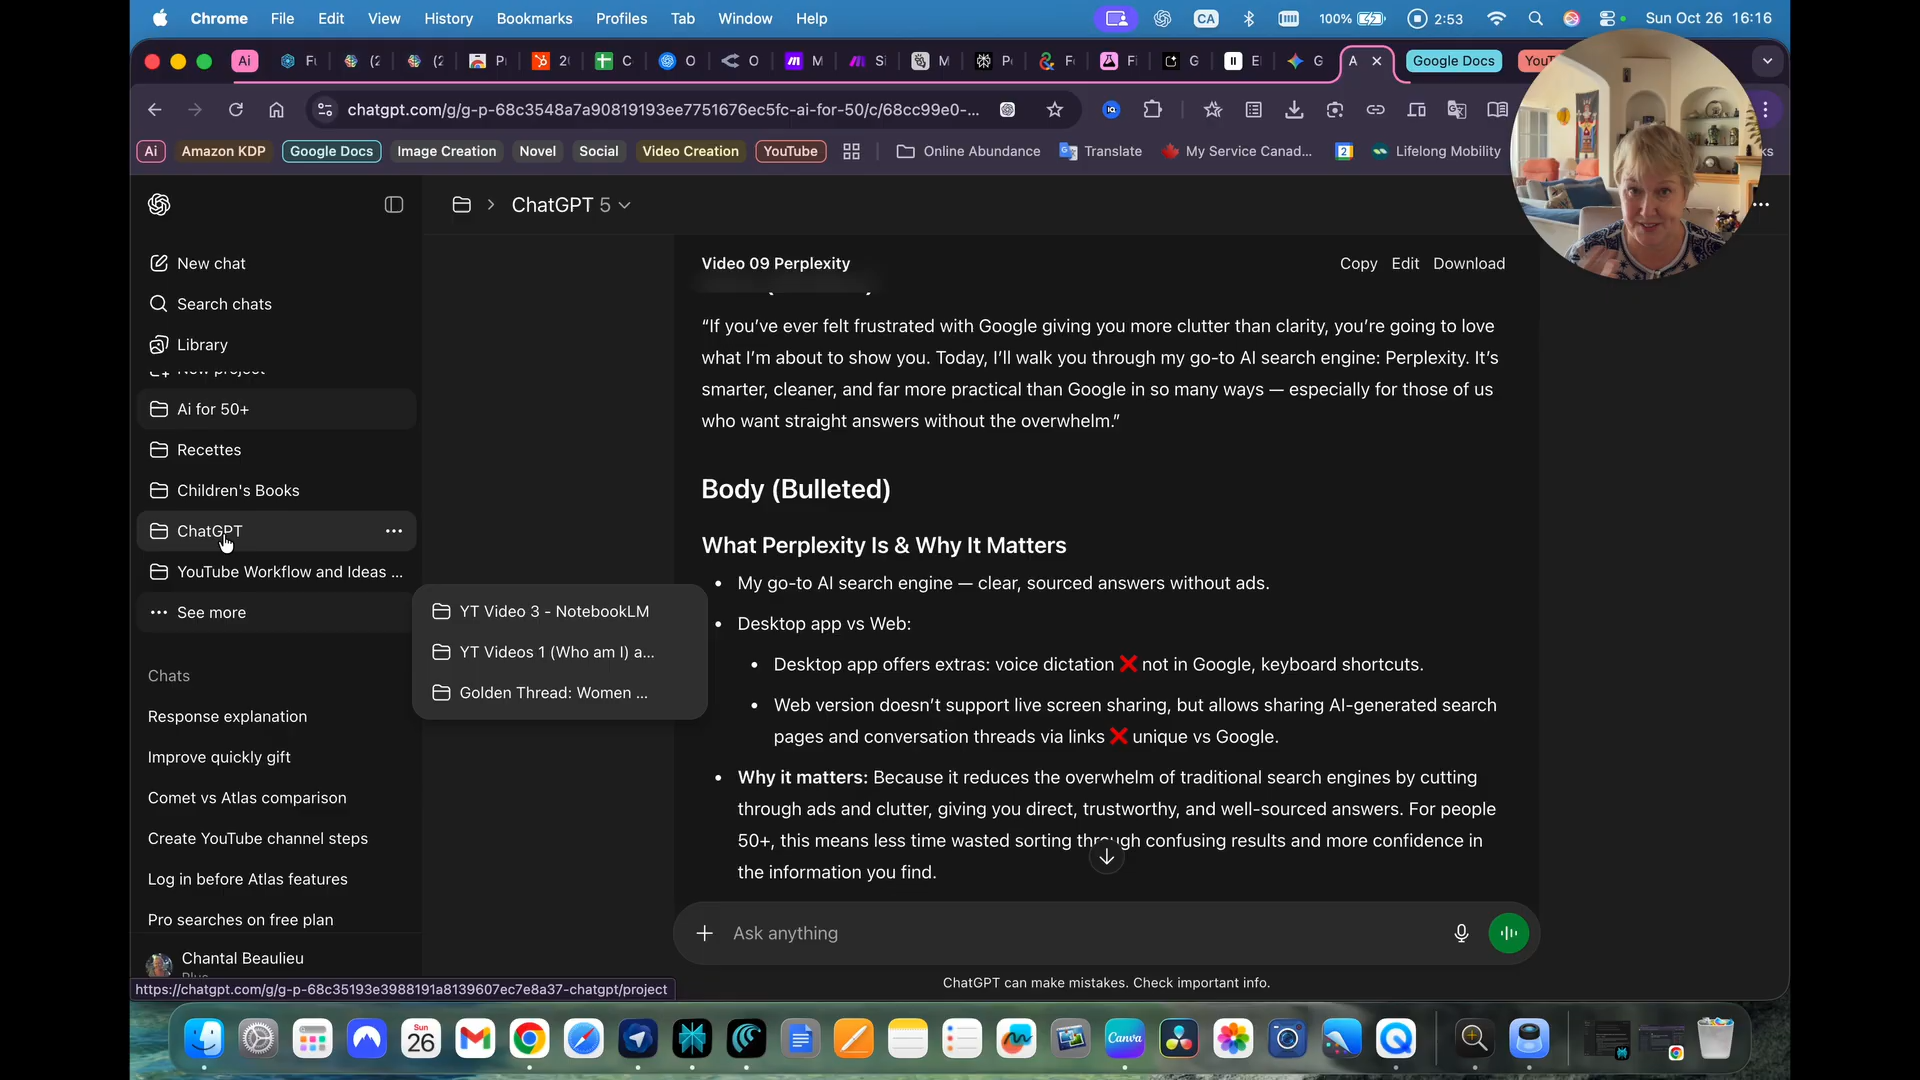 Chrome File Edit View History Bookmarks Profiles Tab Window Help
CA
100%
2:53
Sun Oct 26 16:16
Ai
(2
(2
C
O
O
M
Si
M
G
G
A
Google Docs
chatgpt.com/g/g-p-68c3548a7a90819193ee7751676ec5fc-ai-for-50/c/68cc99e0-...
Ai
Amazon KDP
Google Docs
Image Creation
Novel
Social
Video Creation
YouTube
Online Abundance
Translate
My Service Canad...
2
Lifelong Mobility
ChatGPT 5
New chat
Search chats
Library
New project
Ai for 50+
Recettes
Children's Books
ChatGPT
YouTube Workflow and Ideas ...
See more
YT Video 3 - NotebookLM
YT Videos 1 (Who am I) a...
Golden Thread: Women ...
Chats
Response explanation
Improve quickly gift
Comet vs Atlas comparison
Create YouTube channel steps
Log in before Atlas features
Pro searches on free plan
Chantal Beaulieu
Plus
https://chatgpt.com/g/g-p-68c35193e3988191a8139607ec7e8a37-chatgpt/project
Video 09 Perplexity
Copy Edit Download
“If you’ve ever felt frustrated with Google giving you more clutter than clarity, you’re going to love
what I’m about to show you. Today, I’ll walk you through my go-to AI search engine: Perplexity. It’s
smarter, cleaner, and far more practical than Google in so many ways — especially for those of us
who want straight answers without the overwhelm.”
Body (Bulleted)
What Perplexity Is & Why It Matters
• My go-to AI search engine — clear, sourced answers without ads.
• Desktop app vs Web:
• Desktop app offers extras: voice dictation ❌ not in Google, keyboard shortcuts.
• Web version doesn’t support live screen sharing, but allows sharing AI-generated search
pages and conversation threads via links ❌ unique vs Google.
• Why it matters: Because it reduces the overwhelm of traditional search engines by cutting
through ads and clutter, giving you direct, trustworthy, and well-sourced answers. For people
50+, this means less time wasted sorting through confusing results and more confidence in
the information you find.
Ask anything
ChatGPT can make mistakes. Check important info.
Sun
26
Canva